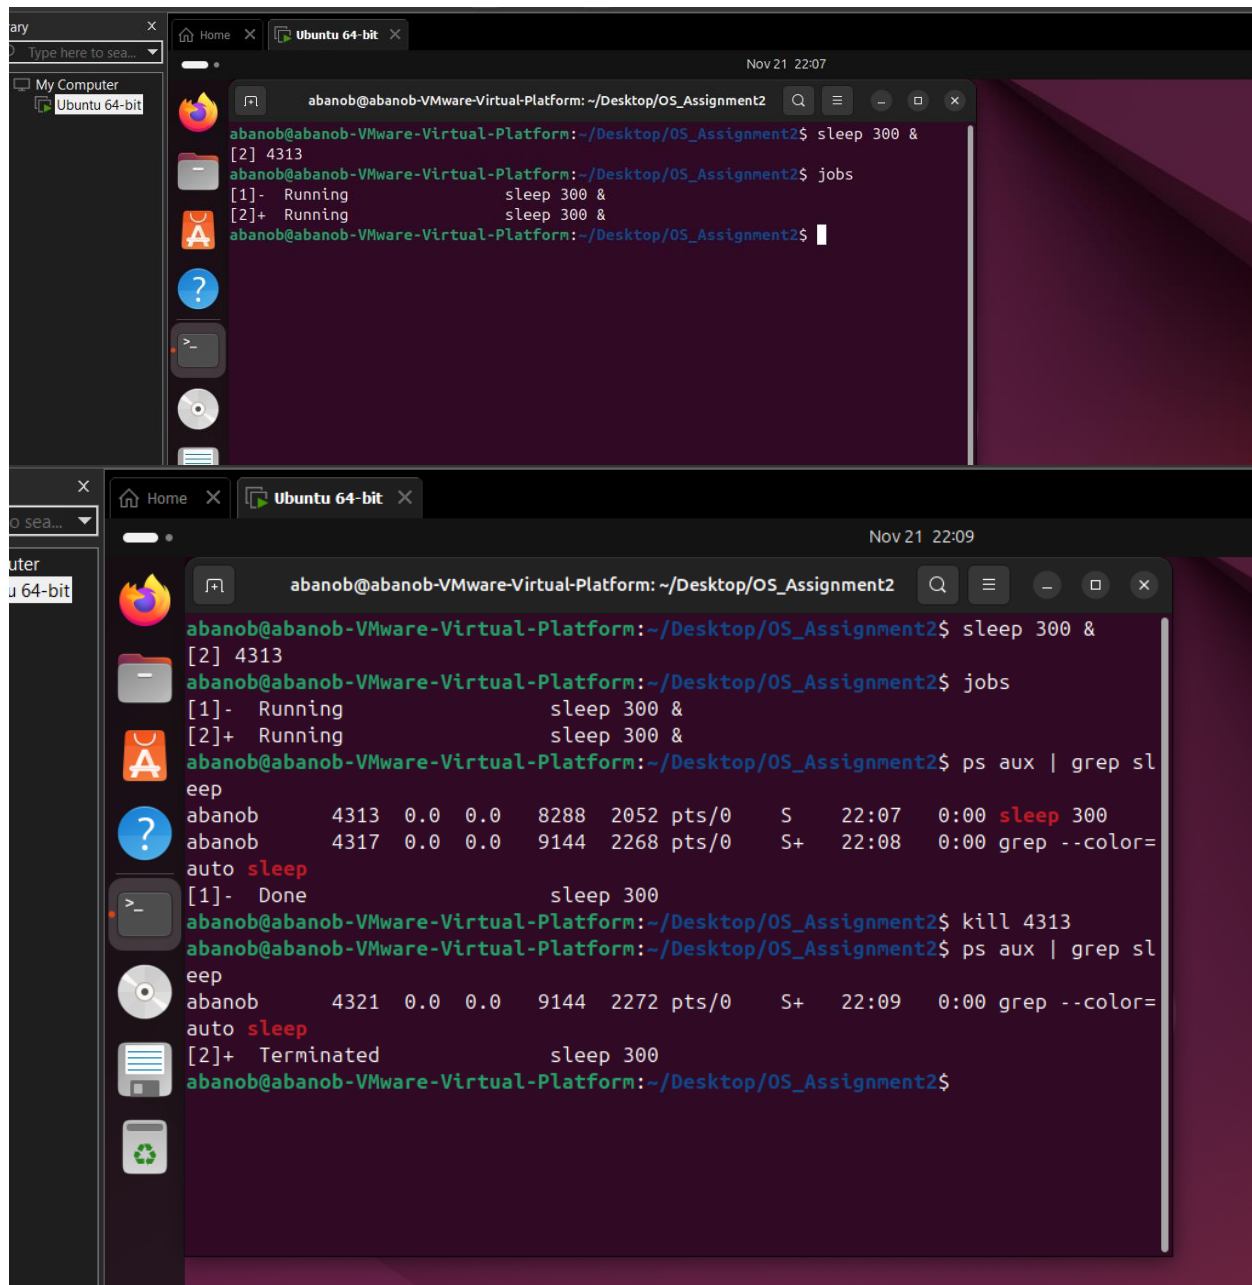 ary X
Home X Ubuntu 64-bit X
Type here to sea...
Nov 21 22:07
My Computer
Ubuntu 64-bit
abanob@abanob-VMware-Virtual-Platform: ~/Desktop/OS_Assignment2
abanob@abanob-VMware-Virtual-Platform:~/Desktop/OS_Assignment2$ sleep 300 &
[2] 4313
abanob@abanob-VMware-Virtual-Platform:~/Desktop/OS_Assignment2$ jobs
[1]-  Running                 sleep 300 &
[2]+  Running                 sleep 300 &
abanob@abanob-VMware-Virtual-Platform:~/Desktop/OS_Assignment2$
X
Home X Ubuntu 64-bit X
o sea...
Nov 21 22:09
uter
u 64-bit
abanob@abanob-VMware-Virtual-Platform: ~/Desktop/OS_Assignment2
abanob@abanob-VMware-Virtual-Platform:~/Desktop/OS_Assignment2$ sleep 300 &
[2] 4313
abanob@abanob-VMware-Virtual-Platform:~/Desktop/OS_Assignment2$ jobs
[1]-  Running                 sleep 300 &
[2]+  Running                 sleep 300 &
abanob@abanob-VMware-Virtual-Platform:~/Desktop/OS_Assignment2$ ps aux | grep sl
eep
abanob      4313  0.0  0.0   8288  2052 pts/0    S    22:07   0:00 sleep 300
abanob      4317  0.0  0.0   9144  2268 pts/0    S+   22:08   0:00 grep --color=
auto sleep
[1]-  Done                    sleep 300
abanob@abanob-VMware-Virtual-Platform:~/Desktop/OS_Assignment2$ kill 4313
abanob@abanob-VMware-Virtual-Platform:~/Desktop/OS_Assignment2$ ps aux | grep sl
eep
abanob      4321  0.0  0.0   9144  2272 pts/0    S+   22:09   0:00 grep --color=
auto sleep
[2]+  Terminated              sleep 300
abanob@abanob-VMware-Virtual-Platform:~/Desktop/OS_Assignment2$